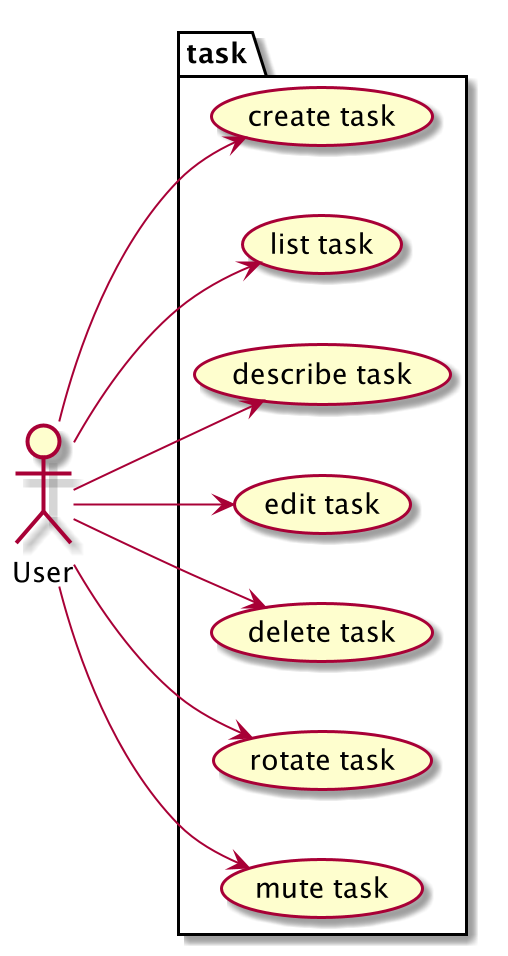 task
create task
list task
describe task
edit task
delete task
User
rotate task
mute task